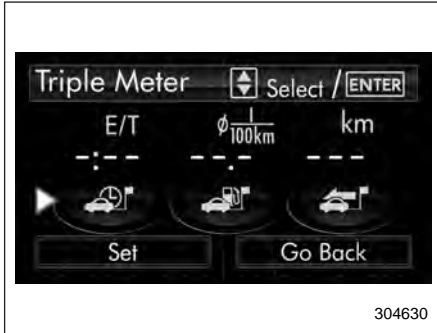 Triple Meter Select / ENTER
E/T ø l/100km km
-:-- --.- ---
Set Go Back
304630